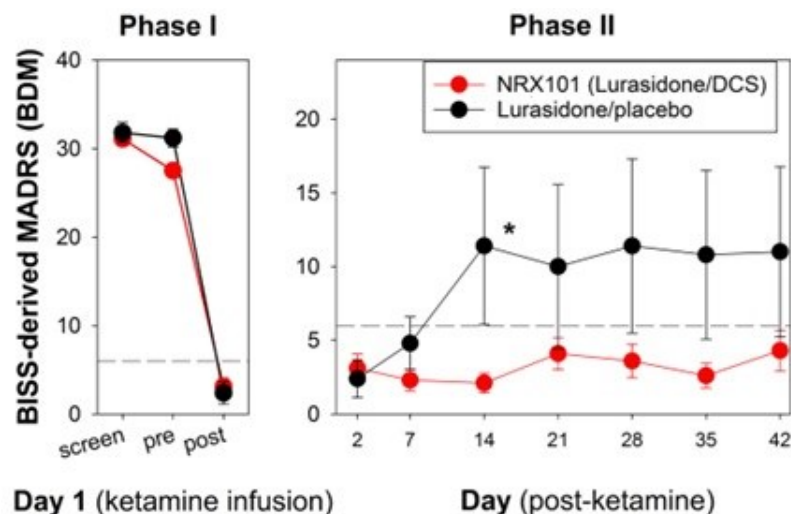 Phase I
Phase II
BISS-derived MADRS (BDM)
40
30
20
10
0
screen
pre
post
Day 1 (ketamine infusion)
NRX101 (Lurasidone/DCS)
Lurasidone/placebo
20
15
10
5
0
*
2 7 14 21 28 35 42
Day (post-ketamine)